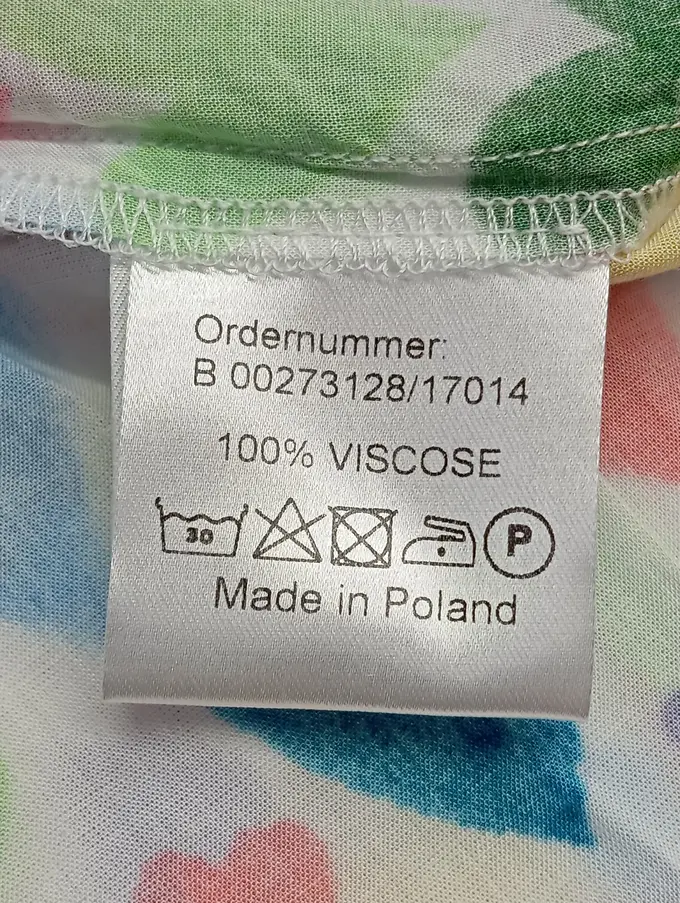 Ordernummer:
B 00273128/17014
100% VISCOSE
30 P
Made in Poland